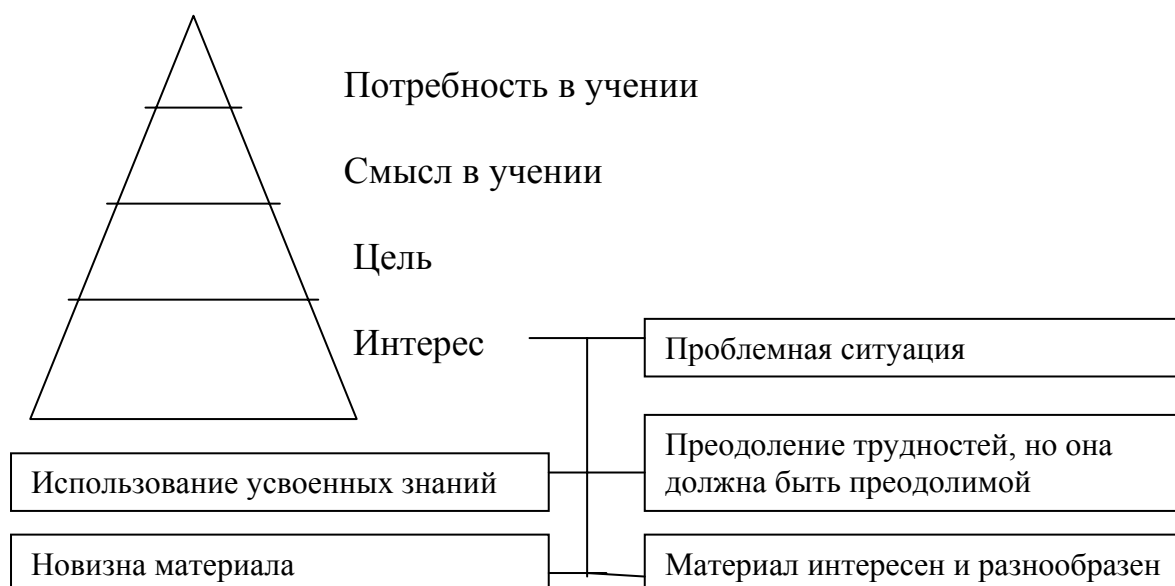 Потребность в учении
Смысл в учении
Цель
Интерес
Проблемная ситуация
Преодоление трудностей, но она
должна быть преодолимой
Использование усвоенных знаний
Новизна материала
Материал интересен и разнообразен